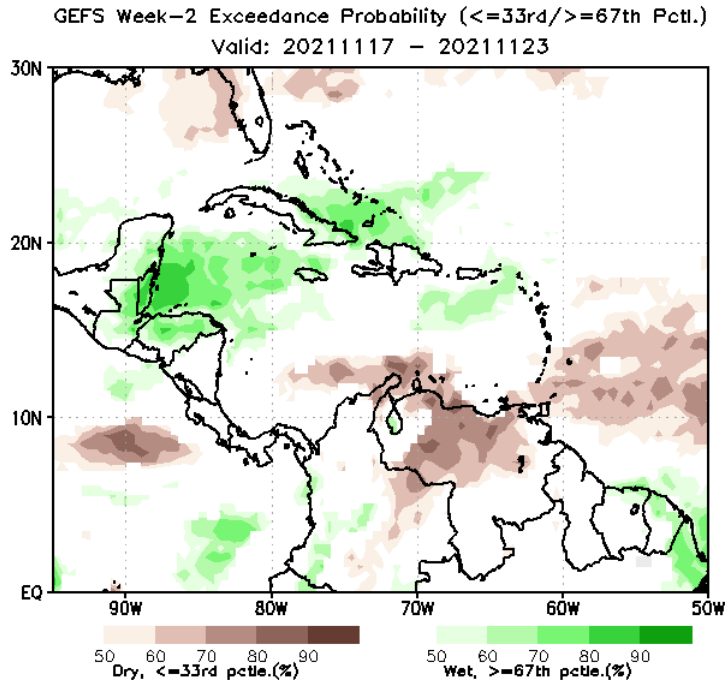 GEFS Week-2 Exceedance Probability (<=33rd/>=67th Pctl.)
Valid: 20211117 - 20211123
30N
20N
10N
EQ
90W 80W 70W 60W 50W
50 60 70 80 90 50 60 70 80 90
Dry, <=33rd pctle.(%) Wet, >=67th pctle.(%)